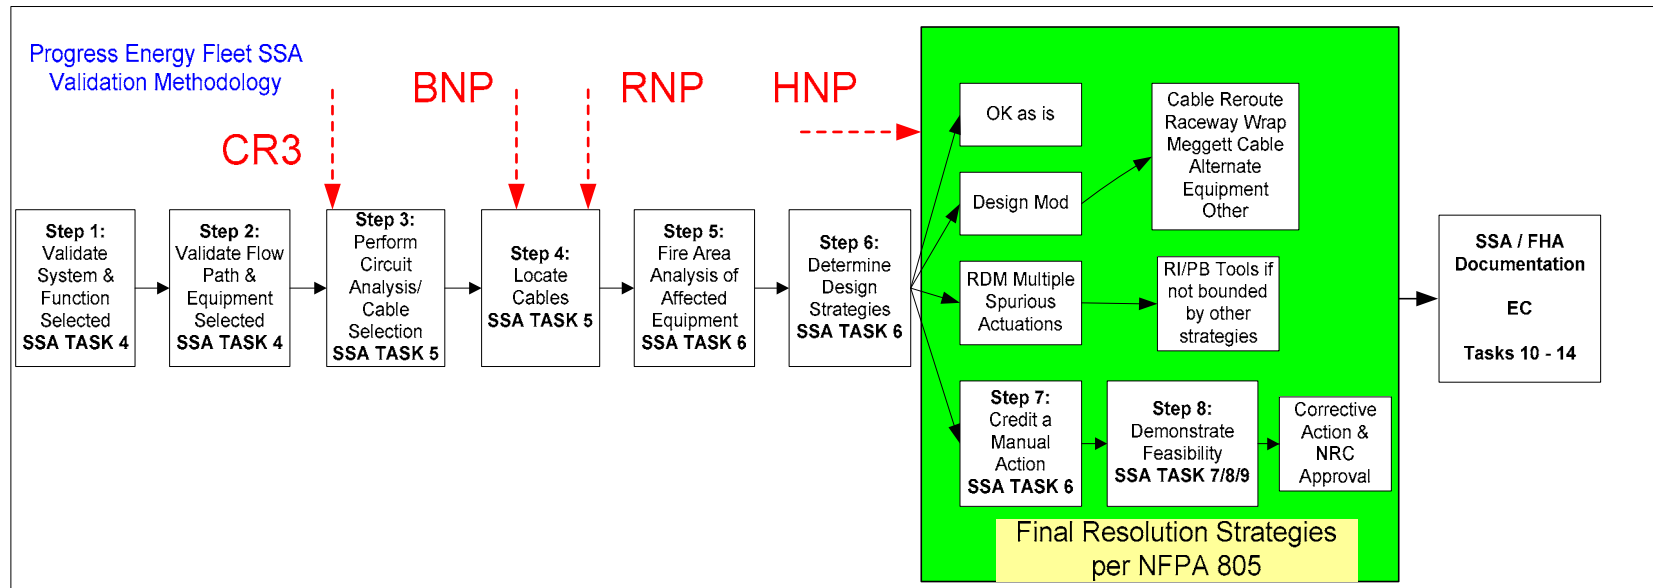 Progress Energy Fleet SSA
Validation Methodology
CR3
BNP
RNP
HNP
Step 1:
Validate
System &
Function
Selected
SSA TASK 4
Step 2:
Validate Flow
Path &
Equipment
Selected
SSA TASK 4
Step 3:
Perform
Circuit
Analysis/
Cable
Selection
SSA TASK 5
Step 4:
Locate
Cables
SSA TASK 5
Step 5:
Fire Area
Analysis of
Affected
Equipment
SSA TASK 6
Step 6:
Determine
Design
Strategies
SSA TASK 6
OK as is
Design Mod
Cable Reroute
Raceway Wrap
Meggett Cable
Alternate
Equipment
Other
RDM Multiple
Spurious
Actuations
RI/PB Tools if
not bounded
by other
strategies
Step 7:
Credit a
Manual
Action
SSA TASK 6
Step 8:
Demonstrate
Feasibility
SSA TASK 7/8/9
Corrective
Action &
NRC
Approval
Final Resolution Strategies
per NFPA 805
SSA / FHA
Documentation
EC
Tasks 10 - 14